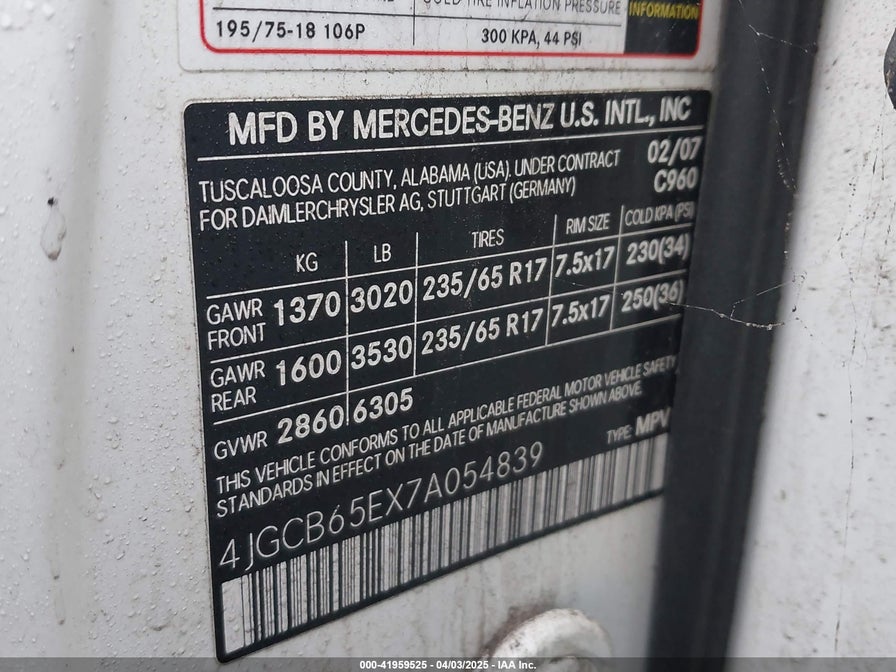 COLD TIRE INFLATION PRESSURE
INFORMATION
195/75-18 106P 300 KPA, 44 PSI
MFD BY MERCEDES-BENZ U.S. INTL., INC
TUSCALOOSA COUNTY, ALABAMA (USA). UNDER CONTRACT 02/07
FOR DAIMLERCHRYSLER AG, STUTTGART (GERMANY) C960
KG LB TIRES RIM SIZE COLD KPA (PSI)
GAWR FRONT 1370 3020 235/65 R17 7.5x17 230(34)
GAWR REAR 1600 3530 235/65 R17 7.5x17 250(36)
GVWR 2860 6305
THIS VEHICLE CONFORMS TO ALL APPLICABLE FEDERAL MOTOR VEHICLE SAFETY
STANDARDS IN EFFECT ON THE DATE OF MANUFACTURE SHOWN ABOVE.
TYPE: MPV
4JGCB65EX7A054839
000-41959525 - 04/03/2025 - IAA Inc.